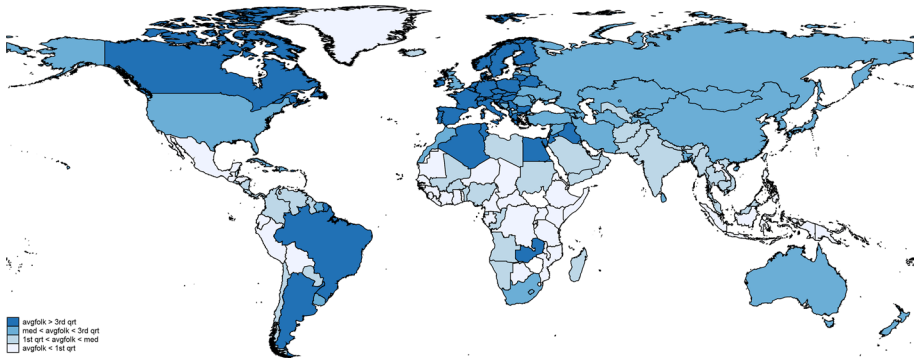 avgfolk > 3rd qrt
med < avgfolk < 3rd qrt
1st qrt < avgfolk < med
avgfolk < 1st qrt